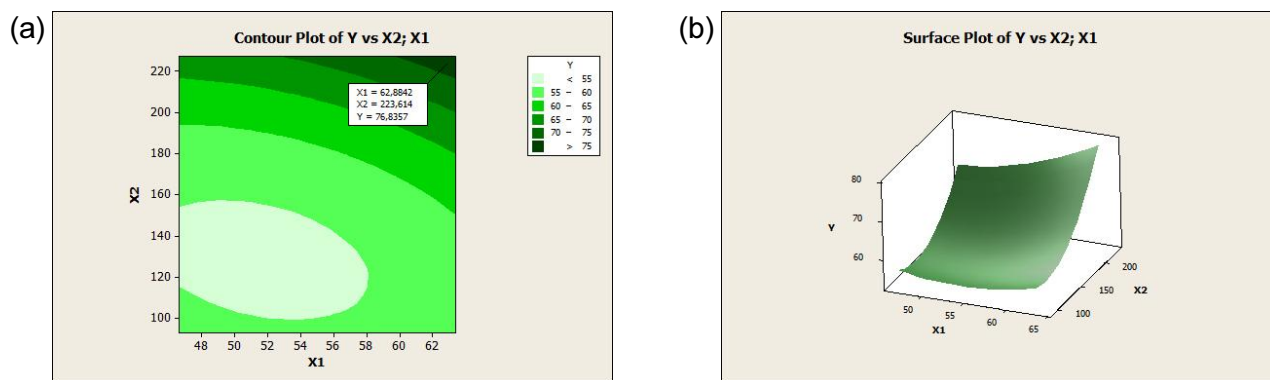 (a)
Contour Plot of Y vs X2; X1
220
200
180
160
140
120
100
X2
48 50 52 54 56 58 60 62
X1
X1 = 62,8842
X2 = 223,614
Y = 76,8357
Y
< 55
55 – 60
60 – 65
65 – 70
70 – 75
> 75
(b)
Surface Plot of Y vs X2; X1
80
70
60
Y
50 55 60 65
X1
100 150 200
X2